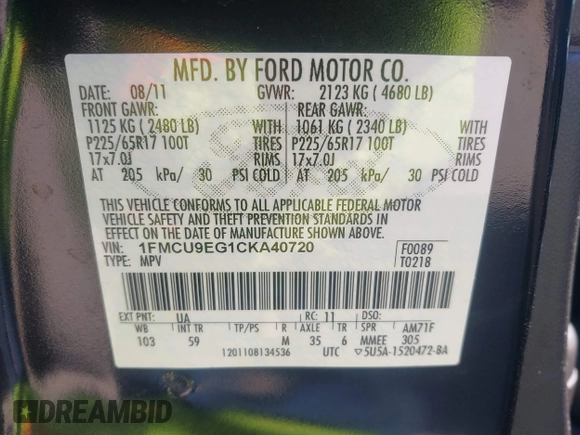 MFD. BY FORD MOTOR CO.
DATE: 08/11 GVWR: 2123 KG ( 4680 LB)
FRONT GAWR: REAR GAWR:
1125 KG ( 2480 LB) WITH 1061 KG ( 2340 LB) WITH
P225/65R17 100T TIRES P225/65R17 100T TIRES
17x7.0J RIMS 17x7.0J RIMS
AT 205 kPa/ 30 PSI COLD AT 205 kPa/ 30 PSI COLD
THIS VEHICLE CONFORMS TO ALL APPLICABLE FEDERAL MOTOR
VEHICLE SAFETY AND THEFT PREVENTION STANDARDS IN
EFFECT ON THE DATE OF MANUFACTURE SHOWN ABOVE.
VIN: 1FMCU9EG1CKA40720 F0089
TYPE: MPV T0218
EXT PNT: UA RC: 11 DSO:
WB INT TR TP/PS R AXLE TR SPR AM71F
103 59 M 35 6 MMEE 305
1201108134536 UTC ▽5U5A-1520472-BA
DREAMBID